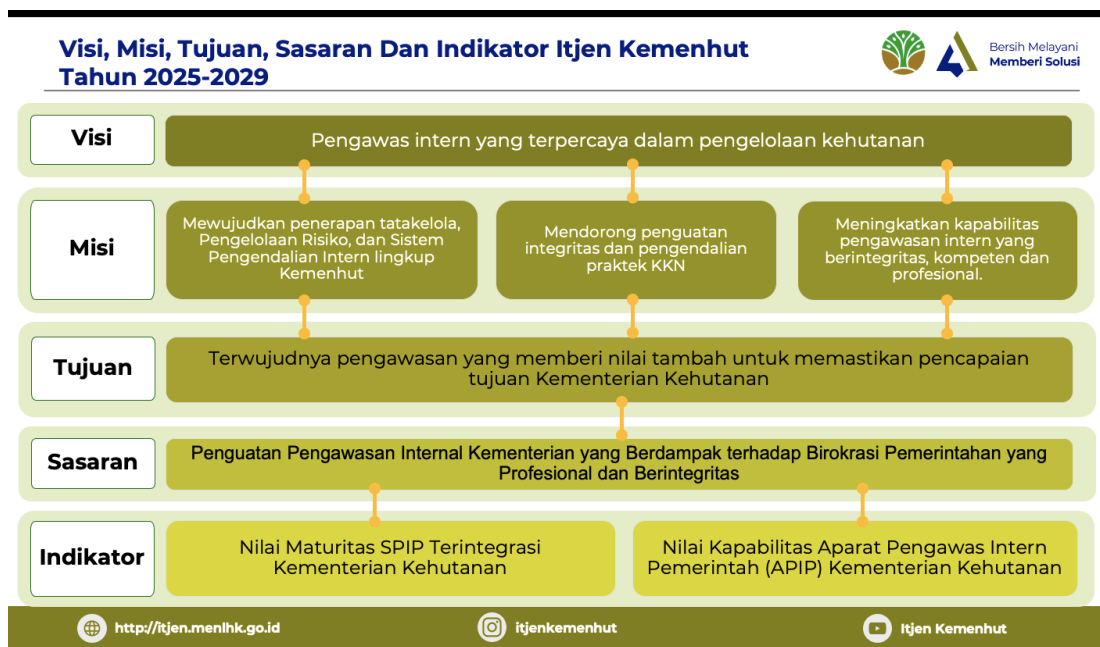 Visi, Misi, Tujuan, Sasaran Dan Indikator Itjen Kemenhut
Tahun 2025-2029
Bersih Melayani
Memberi Solusi
Visi
Pengawas intern yang terpercaya dalam pengelolaan kehutanan
Misi
Mewujudkan penerapan tatakelola,
Pengelolaan Risiko, dan Sistem
Pengendalian Intern lingkup
Kemenhut
Mendorong penguatan
integritas dan pengendalian
praktek KKN
Meningkatkan kapabilitas
pengawasan intern yang
berintegritas, kompeten dan
profesional.
Tujuan
Terwujudnya pengawasan yang memberi nilai tambah untuk memastikan pencapaian
tujuan Kementerian Kehutanan
Sasaran
Penguatan Pengawasan Internal Kementerian yang Berdampak terhadap Birokrasi Pemerintahan yang
Profesional dan Berintegritas
Indikator
Nilai Maturitas SPIP Terintegrasi
Kementerian Kehutanan
Nilai Kapabilitas Aparat Pengawas Intern
Pemerintah (APIP) Kementerian Kehutanan
http://itjen.menlhk.go.id
itjenkemenhut
Itjen Kemenhut